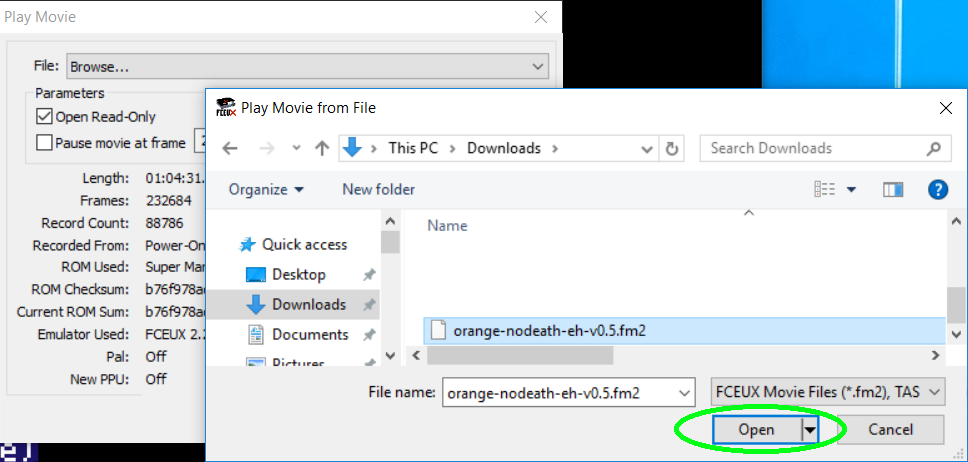 Play Movie
File: Browse...
Parameters
Open Read-Only
Pause movie at frame 2
Length: 01:04:31.
Frames: 232684
Record Count: 88786
Recorded From: Power-On
ROM Used: Super Mar
ROM Checksum: b76f978a
Current ROM Sum: b76f978a
Emulator Used: FCEUX 2.2
Pal: Off
New PPU: Off
FCEUX Play Movie from File
This PC Downloads
Search Downloads
Organize New folder
Name
Quick access
Desktop
Downloads
Documents
Pictures
orange-nodeath-eh-v0.5.fm2
File name: orange-nodeath-eh-v0.5.fm2
FCEUX Movie Files (*.fm2), TAS
Open Cancel
e]